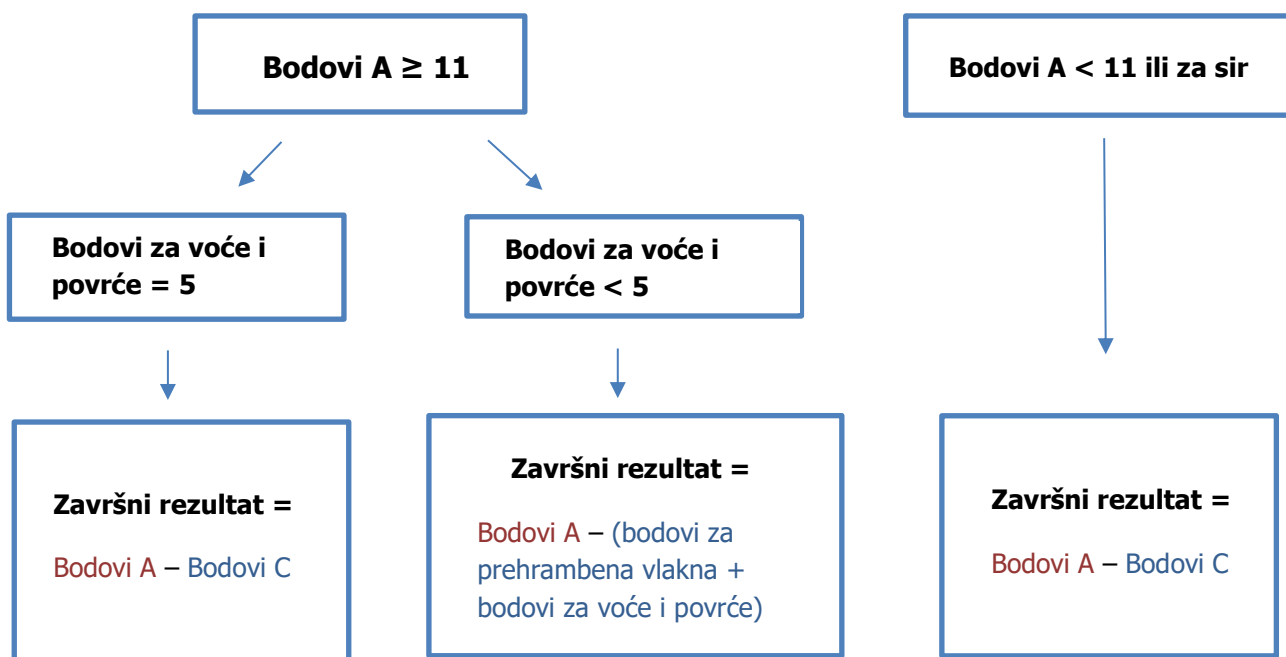 Bodovi A ≥ 11
Bodovi A < 11 ili za sir
Bodovi za voće i
povrće = 5
Bodovi za voće i
povrće < 5
Završni rezultat =
Bodovi A – Bodovi C
Završni rezultat =
Bodovi A – (bodovi za
prehrambena vlakna +
bodovi za voće i povrće)
Završni rezultat =
Bodovi A – Bodovi C